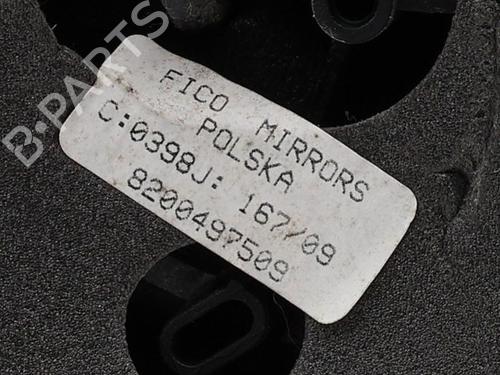 B-PARTS
FICO MIRRORS
POLSKA
C:0398J: 167/09
8200497509